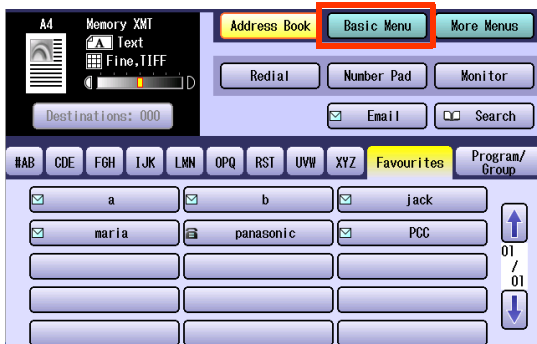 A4 Memory XMT
A Text
Fine,TIFF
D
Destinations: 000
Address Book Basic Menu More Menus
Redial Number Pad Monitor
Email Search
#AB CDE FGH IJK LMN OPQ RST UVW XYZ Favourites Program/
Group
a b jack
maria panasonic PCC
01
/
01